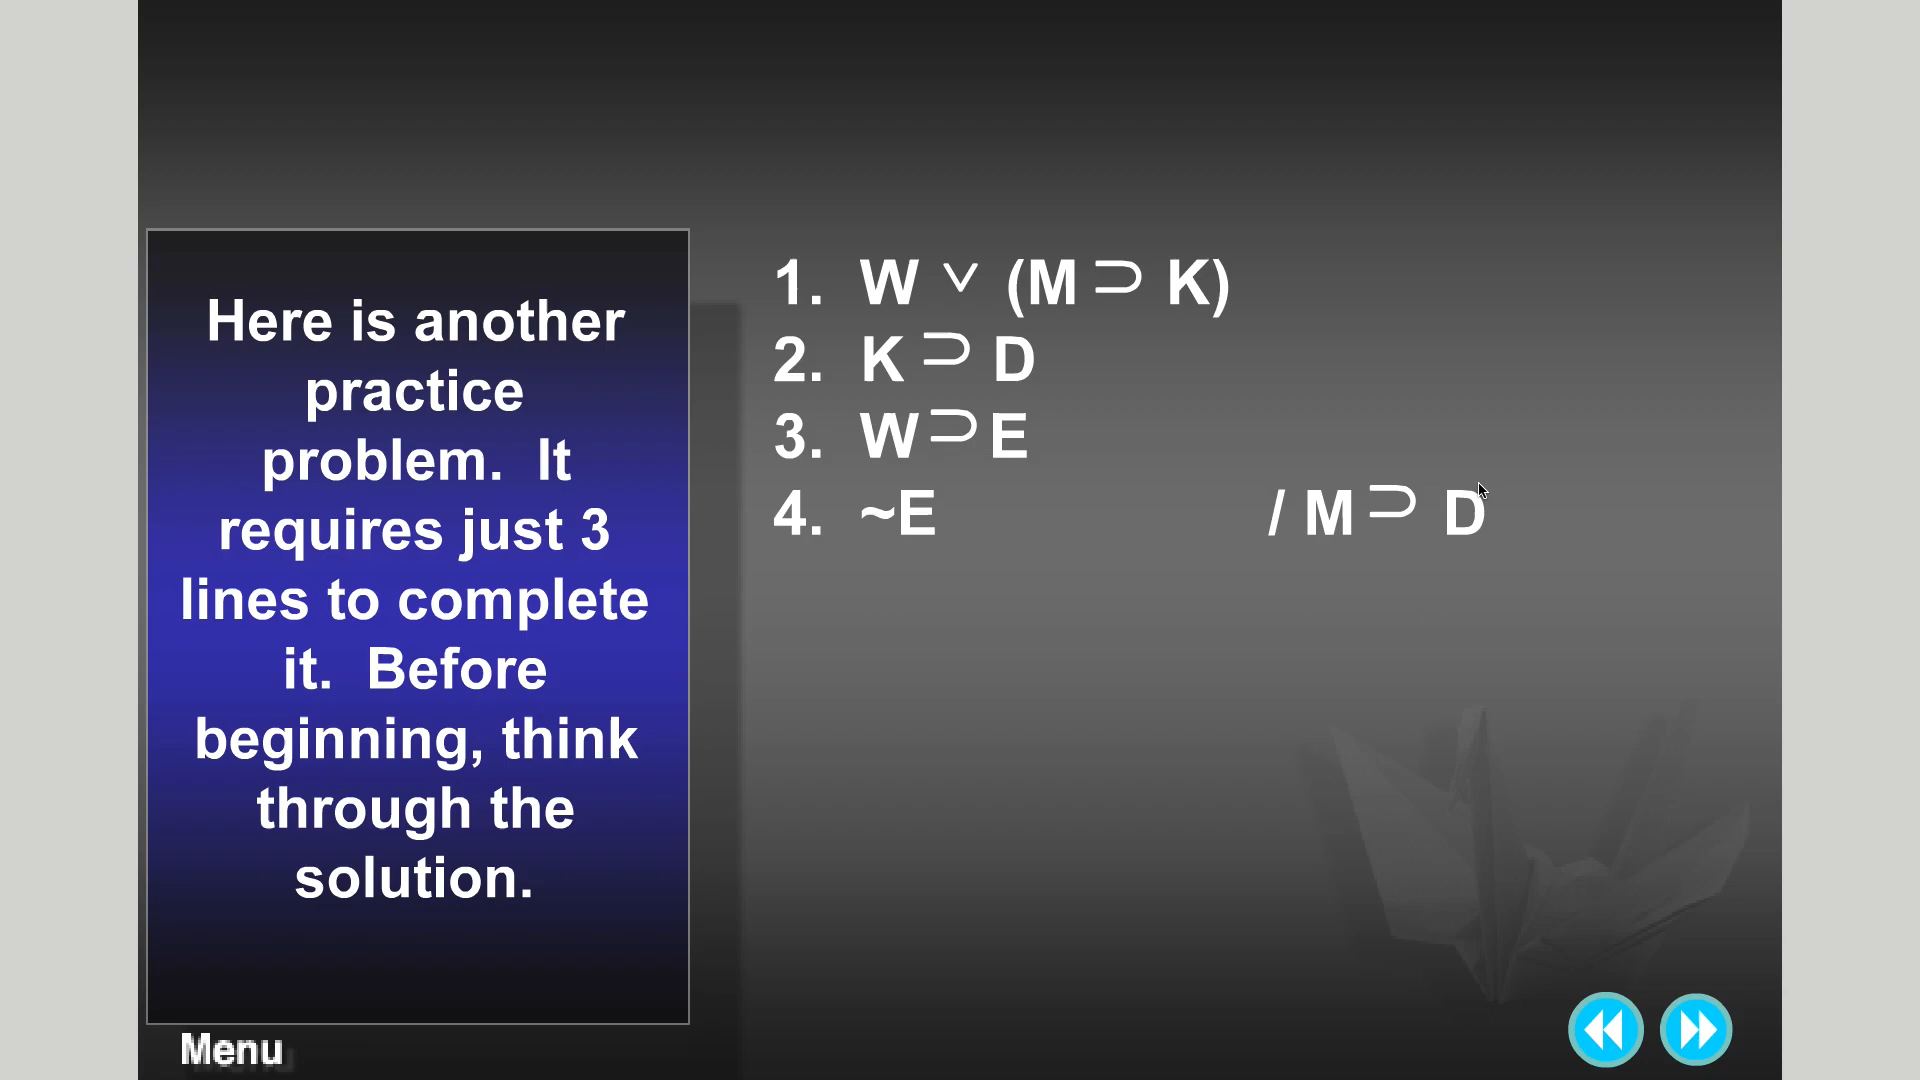 Here is another
practice
problem. It
requires just 3
lines to complete
it. Before
beginning, think
through the
solution.
1. W ∨ (M ⊃ K)
2. K ⊃ D
3. W ⊃ E
4. ~E / M ⊃ D
Menu